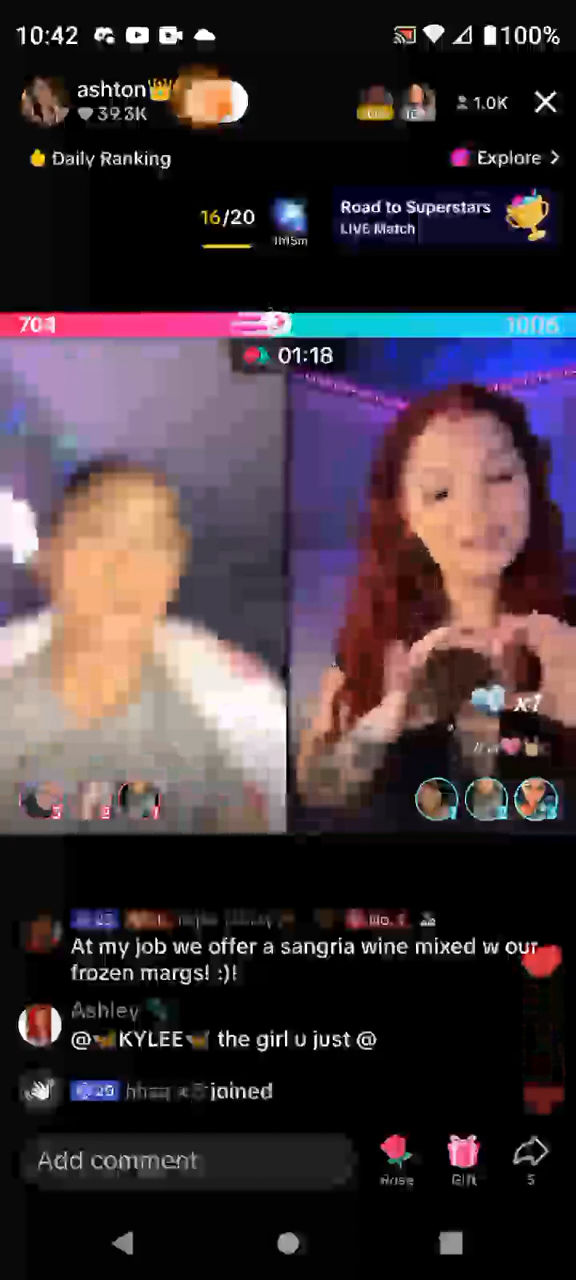 10:42
100%
ashton👑
39.3K
1.0K
Daily Ranking
Explore >
16/20
Road to Superstars
LIVE Match
01:18
x1
At my job we offer a sangria wine mixed w our
frozen margs! :)!
Ashley
@ KYLEE the girl u just @
joined
Add comment
Rose
Gift
5